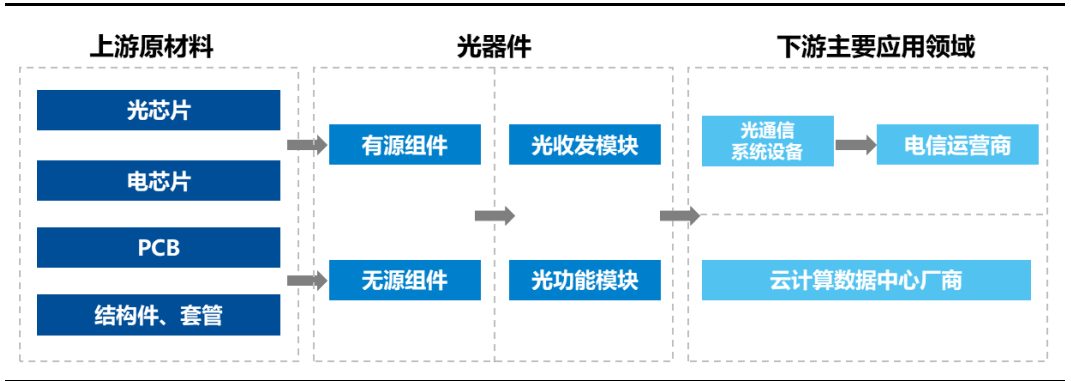 上游原材料
光器件
下游主要应用领域
光芯片
电芯片
PCB
结构件、套管
有源组件
无源组件
光收发模块
光功能模块
光通信
系统设备
电信运营商
云计算数据中心厂商